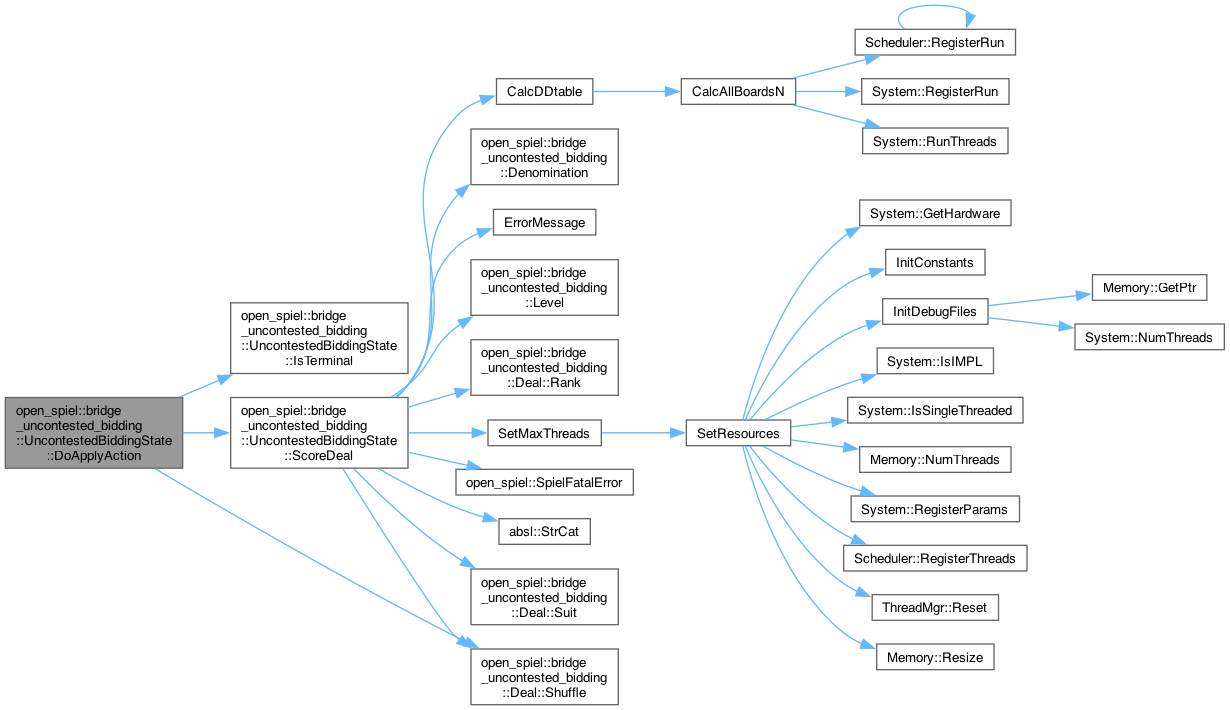 open_spiel::bridge
_uncontested_bidding
::UncontestedBiddingState
::DoApplyAction
open_spiel::bridge
_uncontested_bidding
::UncontestedBiddingState
::IsTerminal
open_spiel::bridge
_uncontested_bidding
::UncontestedBiddingState
::ScoreDeal
CalcDDtable
open_spiel::bridge
_uncontested_bidding
::Denomination
ErrorMessage
open_spiel::bridge
_uncontested_bidding
::Level
open_spiel::bridge
_uncontested_bidding
::Deal::Rank
SetMaxThreads
open_spiel::SpielFatalError
absl::StrCat
open_spiel::bridge
_uncontested_bidding
::Deal::Suit
open_spiel::bridge
_uncontested_bidding
::Deal::Shuffle
CalcAllBoardsN
SetResources
Scheduler::RegisterRun
System::RegisterRun
System::RunThreads
System::GetHardware
InitConstants
InitDebugFiles
System::IsIMPL
System::IsSingleThreaded
Memory::NumThreads
System::RegisterParams
Scheduler::RegisterThreads
ThreadMgr::Reset
Memory::Resize
Memory::GetPtr
System::NumThreads